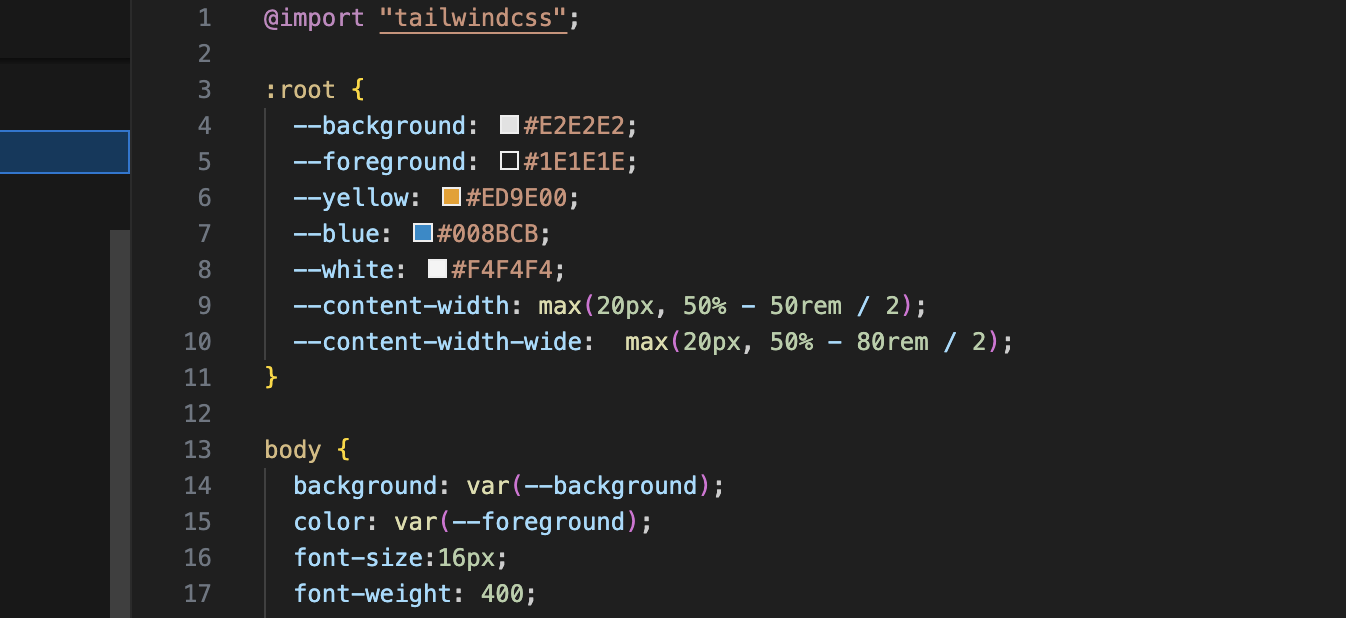 1 @import "tailwindcss";
2
3 :root {
4 --background: #E2E2E2;
5 --foreground: #1E1E1E;
6 --yellow: #ED9E00;
7 --blue: #008BCB;
8 --white: #F4F4F4;
9 --content-width: max(20px, 50% - 50rem / 2);
10 --content-width-wide:  max(20px, 50% - 80rem / 2);
11 }
12
13 body {
14 background: var(--background);
15 color: var(--foreground);
16 font-size:16px;
17 font-weight: 400;